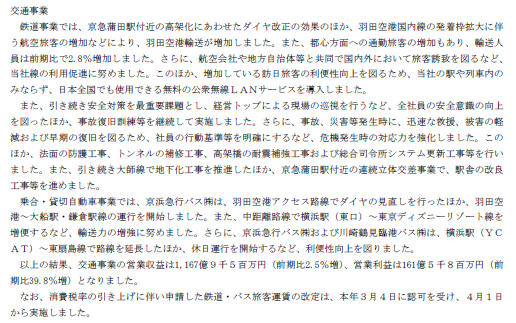 交通事業
鉄道事業では、京急蒲田駅付近の高架化にあわせたダイヤ改正の効果のほか、羽田空港国内線の発着枠拡大に伴
う航空旅客の増加などにより、羽田空港輸送が増加しました。また、都心方面への通勤旅客の増加もあり、輸送人
員は前期比で2.8％増加しました。さらに、航空会社や地方自治体等と共同で国内外において旅客誘致を図るなど、
当社線の利用促進に努めました。このほか、増加している訪日旅客の利便性向上を図るため、当社の駅や列車内の
みならず、日本全国でも使用できる無料の公衆無線ＬＡＮサービスを導入しました。
また、引き続き安全対策を最重要課題とし、経営トップによる現場の巡視を行うなど、全社員の安全意識の向上
を図ったほか、事故復旧訓練等を継続して実施しました。さらに、事故、災害等発生時に、迅速な救援、被害の軽
減および早期の復旧を図るため、社員の行動基準等を明確にするなど、危機発生時の対応力を強化しました。この
ほか、法面の防護工事、トンネルの補修工事、高架橋の耐震補強工事および総合司令所システム更新工事等を行い
ました。また、引き続き大師線で地下化工事を推進したほか、京急蒲田駅付近の連続立体交差事業で、駅舎の改良
工事等を進めました。
乗合・貸切自動車事業では、京浜急行バス㈱は、羽田空港アクセス路線でダイヤの見直しを行ったほか、羽田空
港～大船駅・鎌倉駅線の運行を開始しました。また、中距離路線で横浜駅（東口）～東京ディズニーリゾート線を
増便するなど、輸送力の増強に努めました。さらに、京浜急行バス㈱および川崎鶴見臨港バス㈱は、横浜駅（ＹＣ
ＡＴ）～東扇島線で路線を延長したほか、休日運行を開始するなど、利便性向上を図りました。
以上の結果、交通事業の営業収益は1,167億９千５百万円（前期比2.5％増）、営業利益は161億５千８百万円（前
期比39.8％増）となりました。
なお、消費税率の引き上げに伴い申請した鉄道・バス旅客運賃の改定は、本年３月４日に認可を受け、４月１日
から実施しました。